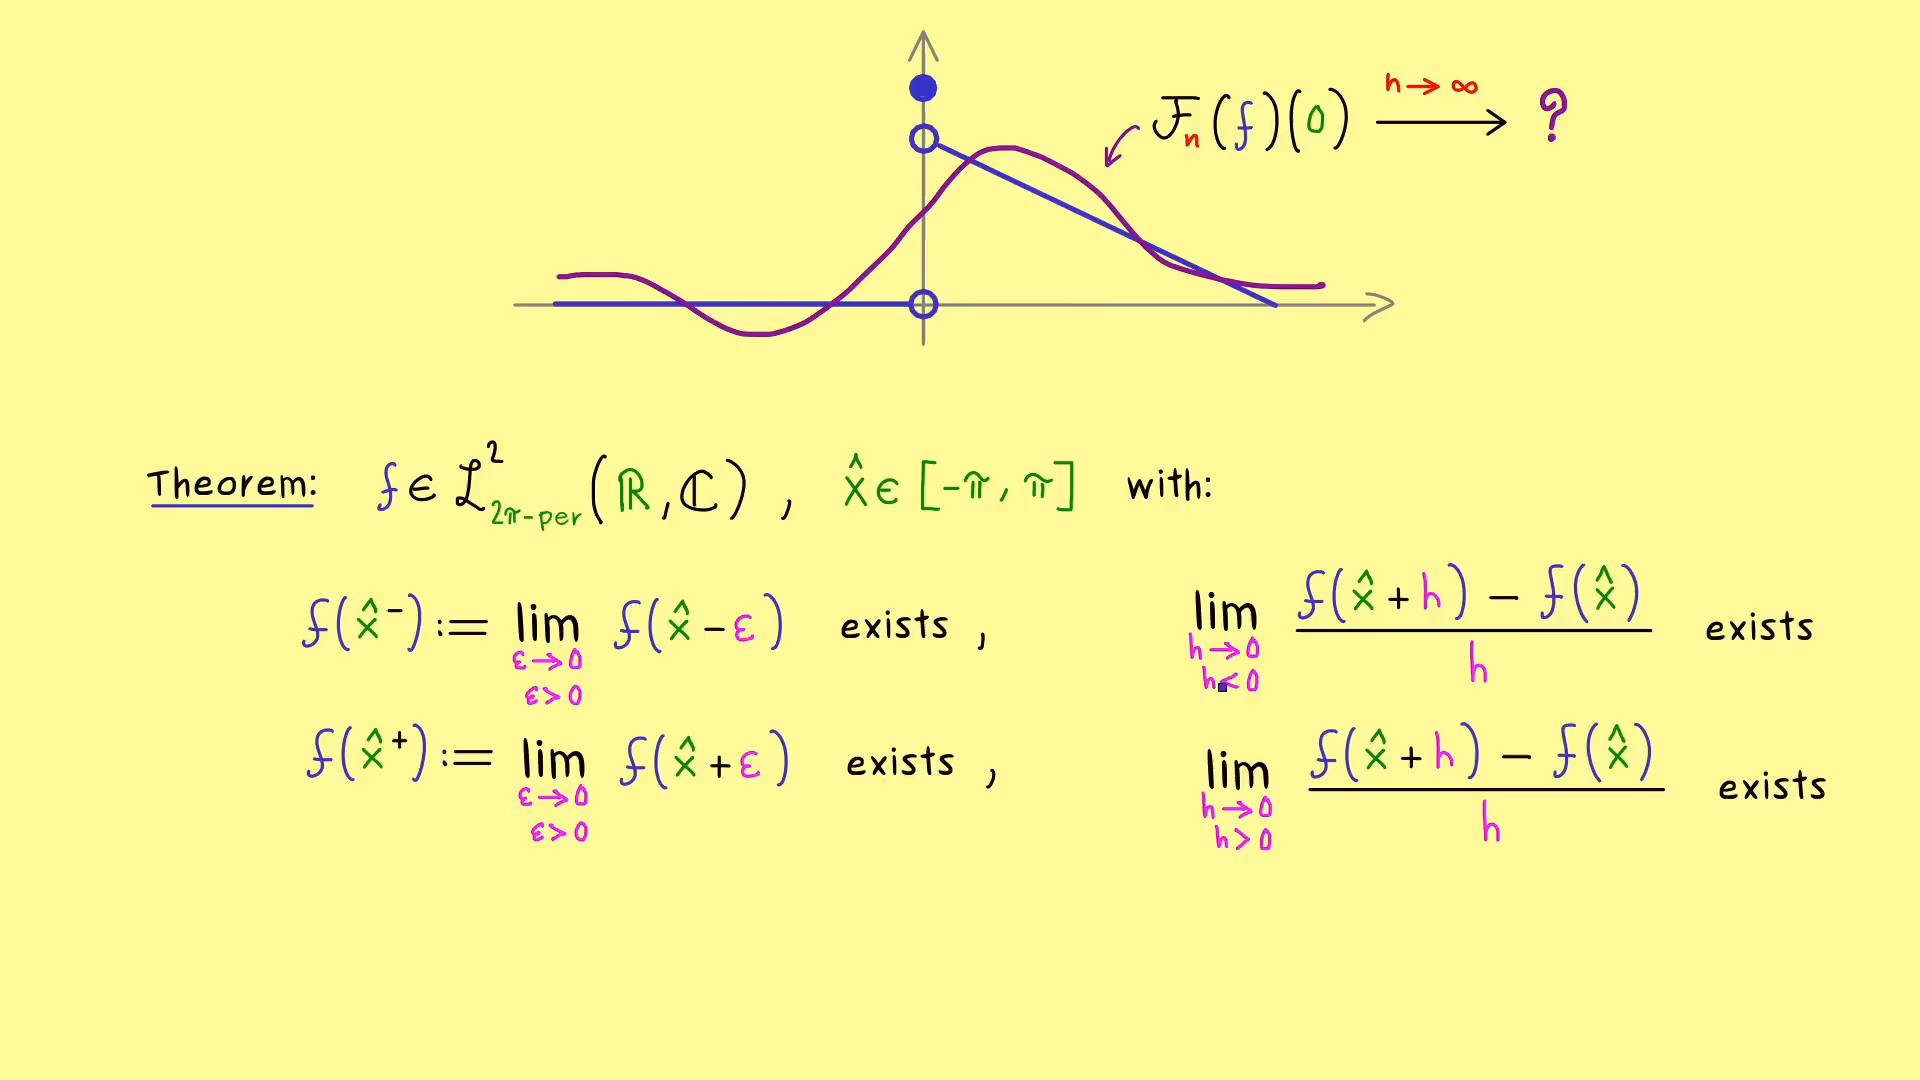 n → ∞
ℱₙ(f)(0) ⟶ ?
Theorem: f ∈ ℒ²_{2π-per}(ℝ, ℂ) , x̂ ∈ [-π, π] with:
f(x̂⁻) := lim_{ε→0, ε>0} f(x̂ - ε) exists , lim_{h→0, h<0} (f(x̂ + h) - f(x̂)) / h exists
f(x̂⁺) := lim_{ε→0, ε>0} f(x̂ + ε) exists , lim_{h→0, h>0} (f(x̂ + h) - f(x̂)) / h exists